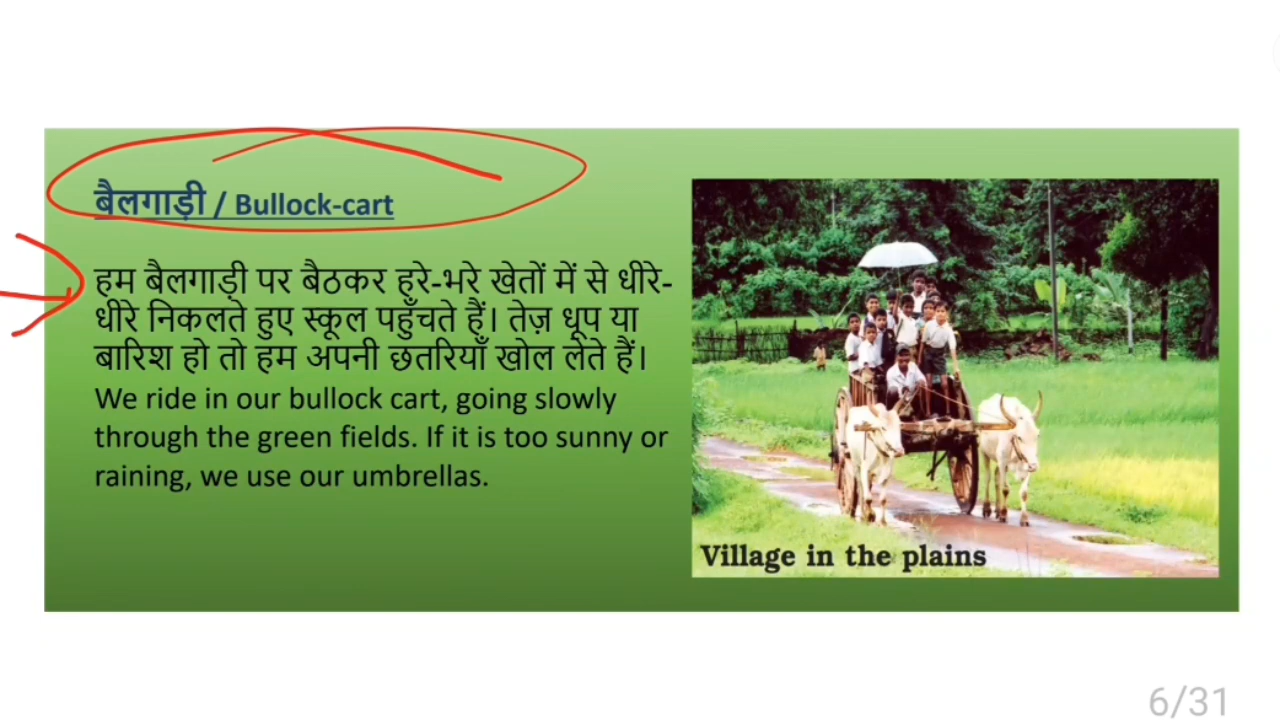 बैलगाड़ी / Bullock-cart
हम बैलगाड़ी पर बैठकर हरे-भरे खेतों में से धीरे-
धीरे निकलते हुए स्कूल पहुँचते हैं। तेज़ धूप या
बारिश हो तो हम अपनी छतरियाँ खोल लेते हैं।
We ride in our bullock cart, going slowly
through the green fields. If it is too sunny or
raining, we use our umbrellas.
Village in the plains
6/31